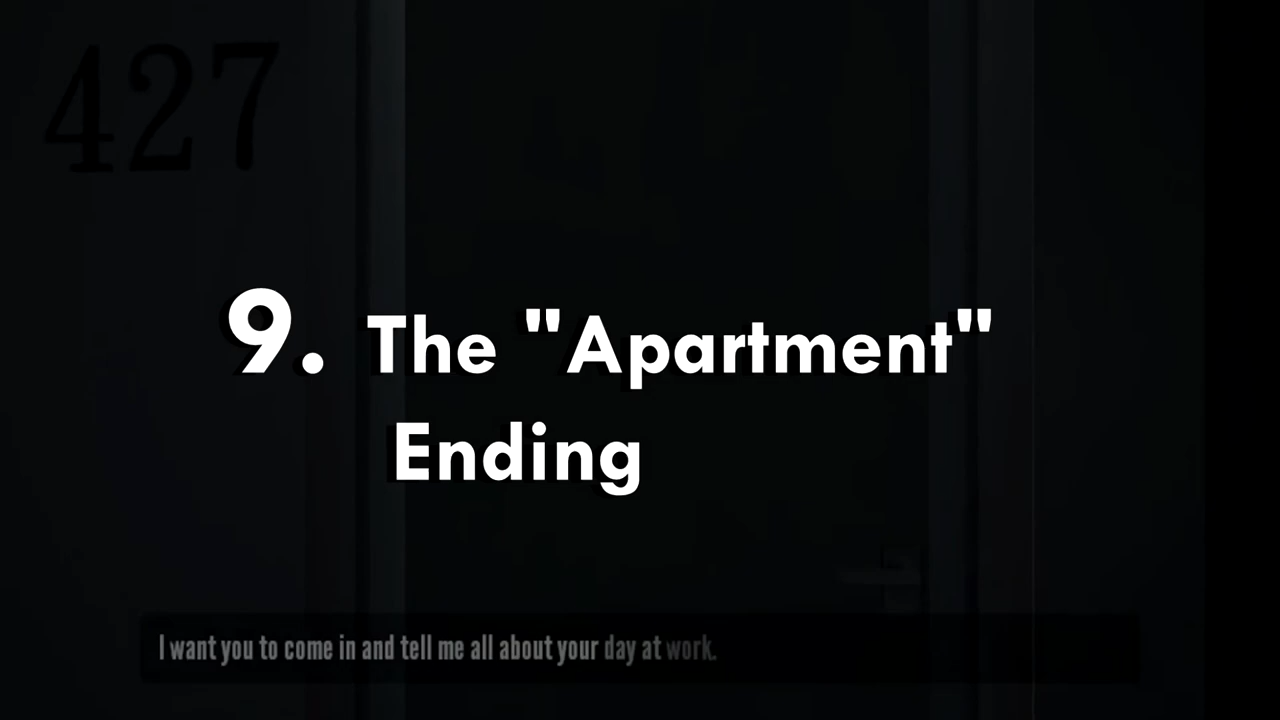 427
9. The "Apartment"
Ending
I want you to come in and tell me all about your day at work.